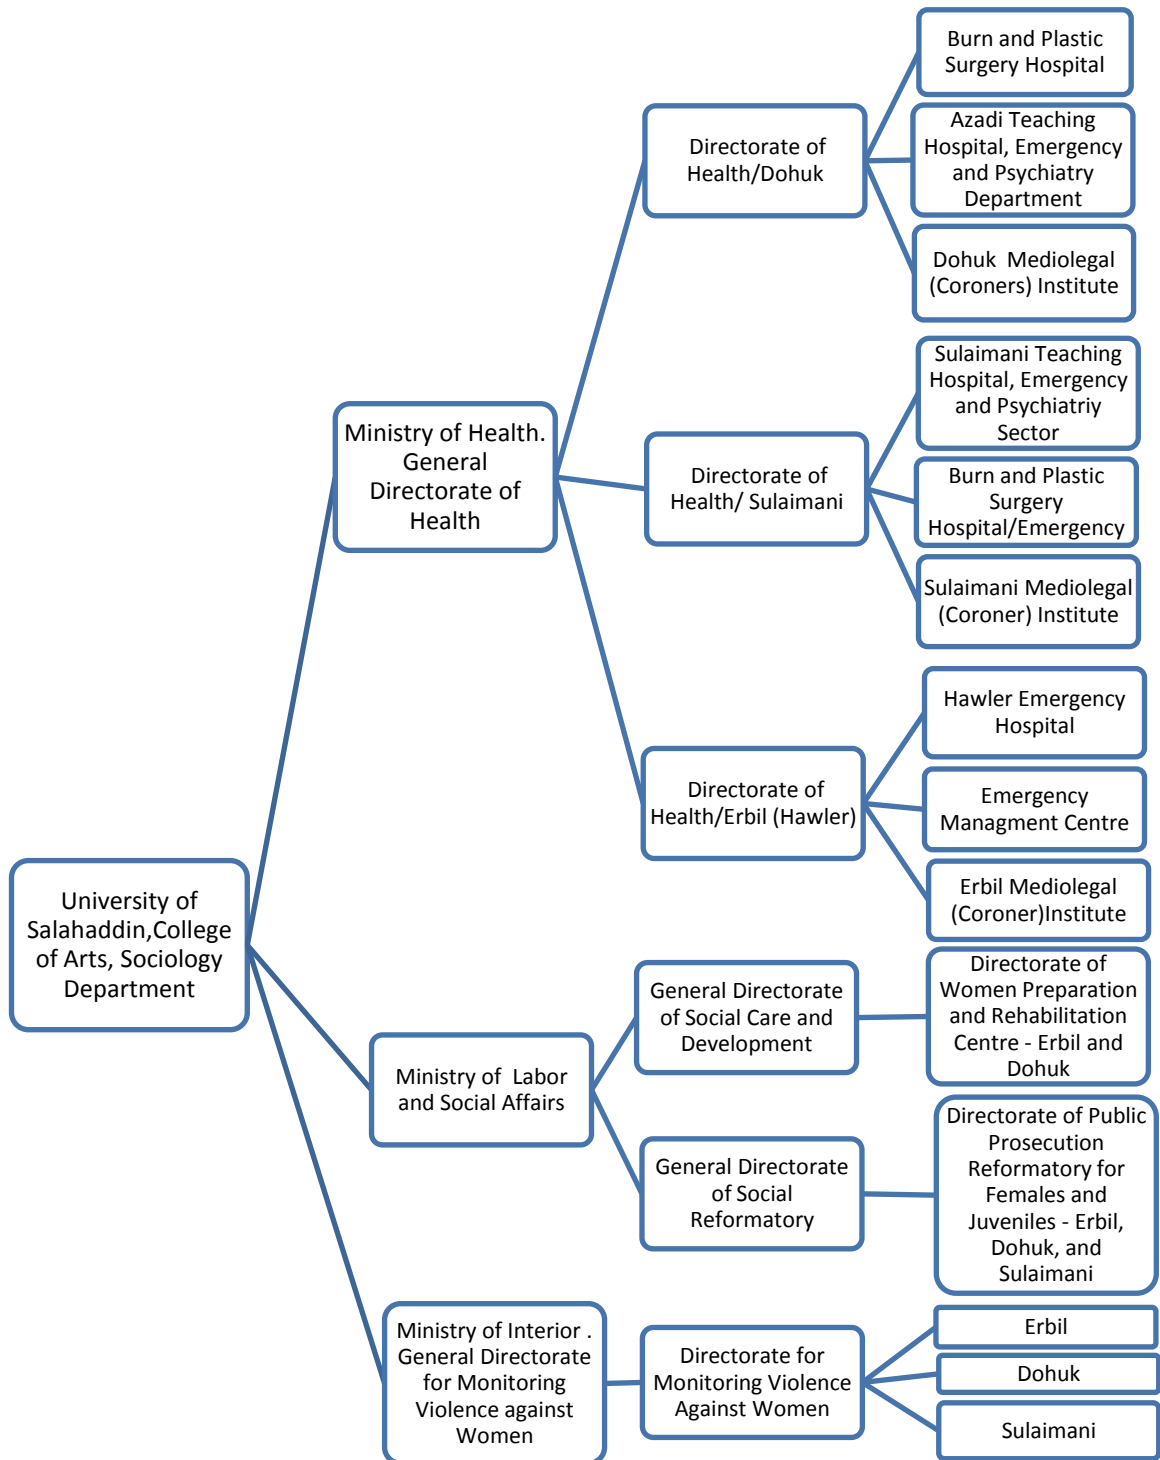 University of
Salahaddin,College
of Arts, Sociology
Department
Ministry of Health.
General
Directorate of
Health
Directorate of
Health/Dohuk
Burn and Plastic
Surgery Hospital
Azadi Teaching
Hospital, Emergency
and Psychiatry
Department
Dohuk Mediolegal
(Coroners) Institute
Directorate of
Health/ Sulaimani
Sulaimani Teaching
Hospital, Emergency
and Psychiatriy
Sector
Burn and Plastic
Surgery
Hospital/Emergency
Sulaimani Mediolegal
(Coroner) Institute
Directorate of
Health/Erbil (Hawler)
Hawler Emergency
Hospital
Emergency
Managment Centre
Erbil Mediolegal
(Coroner)Institute
Ministry of Labor
and Social Affairs
General Directorate
of Social Care and
Development
Directorate of
Women Preparation
and Rehabilitation
Centre - Erbil and
Dohuk
General Directorate
of Social
Reformatory
Directorate of Public
Prosecution
Reformatory for
Females and
Juveniles - Erbil,
Dohuk, and
Sulaimani
Ministry of Interior .
General Directorate
for Monitoring
Violence against
Women
Directorate for
Monitoring Violence
Against Women
Erbil
Dohuk
Sulaimani